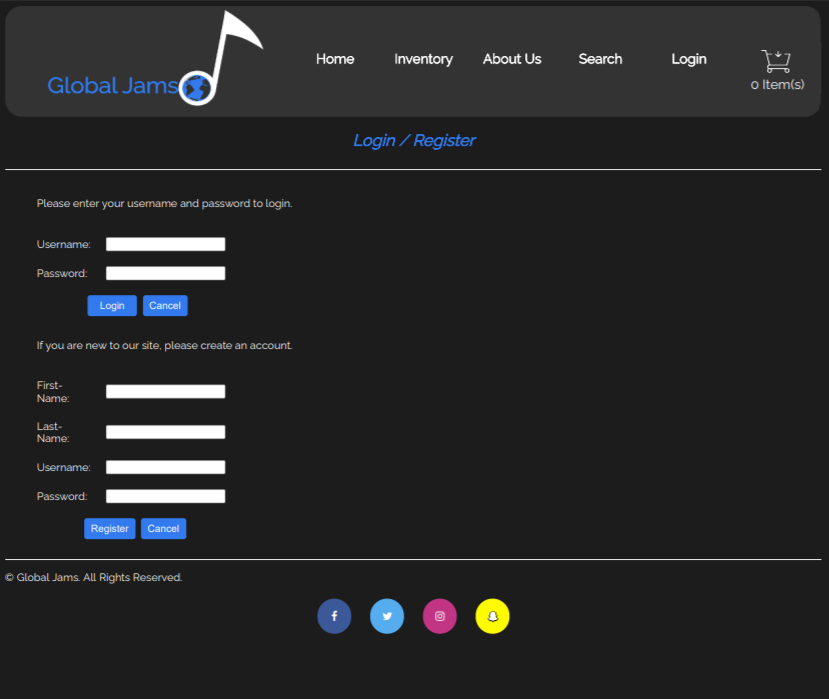 Global Jams
Home Inventory About Us Search Login
0 Item(s)
Login / Register
Please enter your username and password to login.
Username:
Password:
Login Cancel
If you are new to our site, please create an account.
First-
Name:
Last-
Name:
Username:
Password:
Register Cancel
© Global Jams. All Rights Reserved.